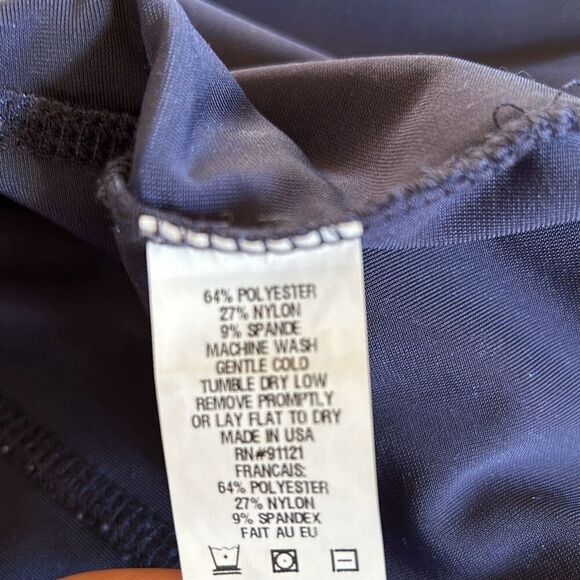 64% POLYESTER
27% NYLON
9% SPANDE
MACHINE WASH
GENTLE COLD
TUMBLE DRY LOW
REMOVE PROMPTLY
OR LAY FLAT TO DRY
MADE IN USA
RN#91121
FRANCAIS:
64% POLYESTER
27% NYLON
9% SPANDEX
FAIT AU EU